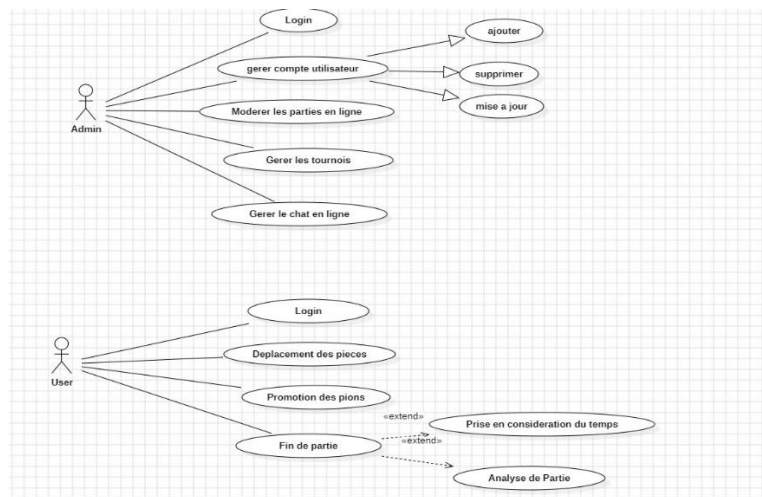 Login
ajouter
gerer compte utilisateur
supprimer
mise a jour
Moderer les parties en ligne
Admin
Gerer les tournois
Gerer le chat en ligne
Login
Deplacement des pieces
User
Promotion des pions
«extend»
Prise en consideration du temps
«extend»
Fin de partie
Analyse de Partie